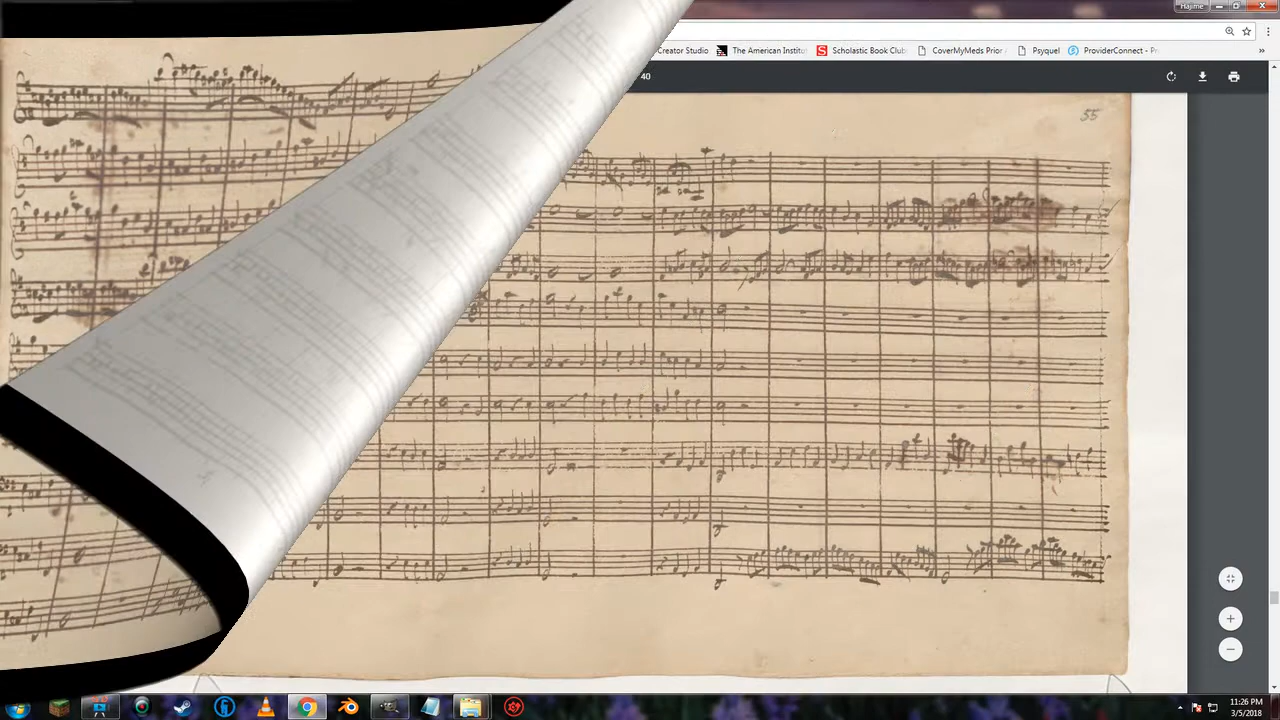 Hajime
Creator Studio
The American Institu
Scholastic Book Club
CoverMyMeds Prior
Psyquel
ProviderConnect - Pr
»
40
55
11:26 PM
3/5/2018